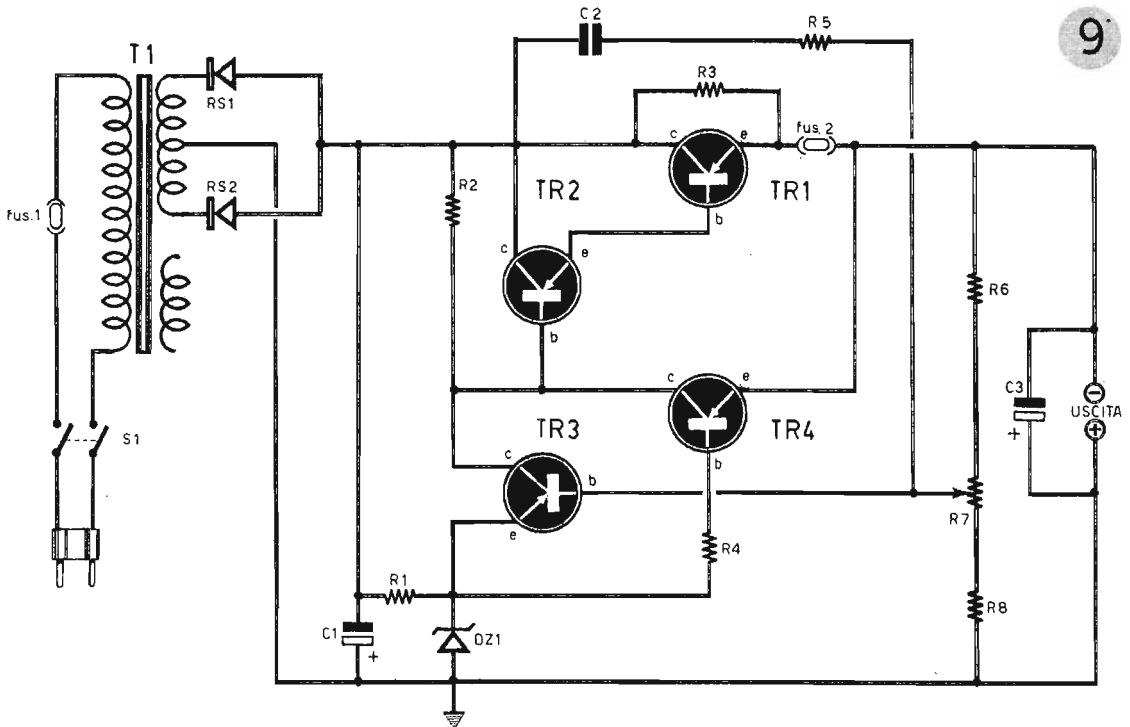 9
C2
R5
T1
R3
RS1
c
e
fus. 2
R2
TR2
TR1
RS2
fus. 1
b
c
e
R6
b
c
e
C3
−
USCITA
+
+
S1
TR3
TR4
c
b
b
R7
e
R4
R1
R8
C1
+
DZ1